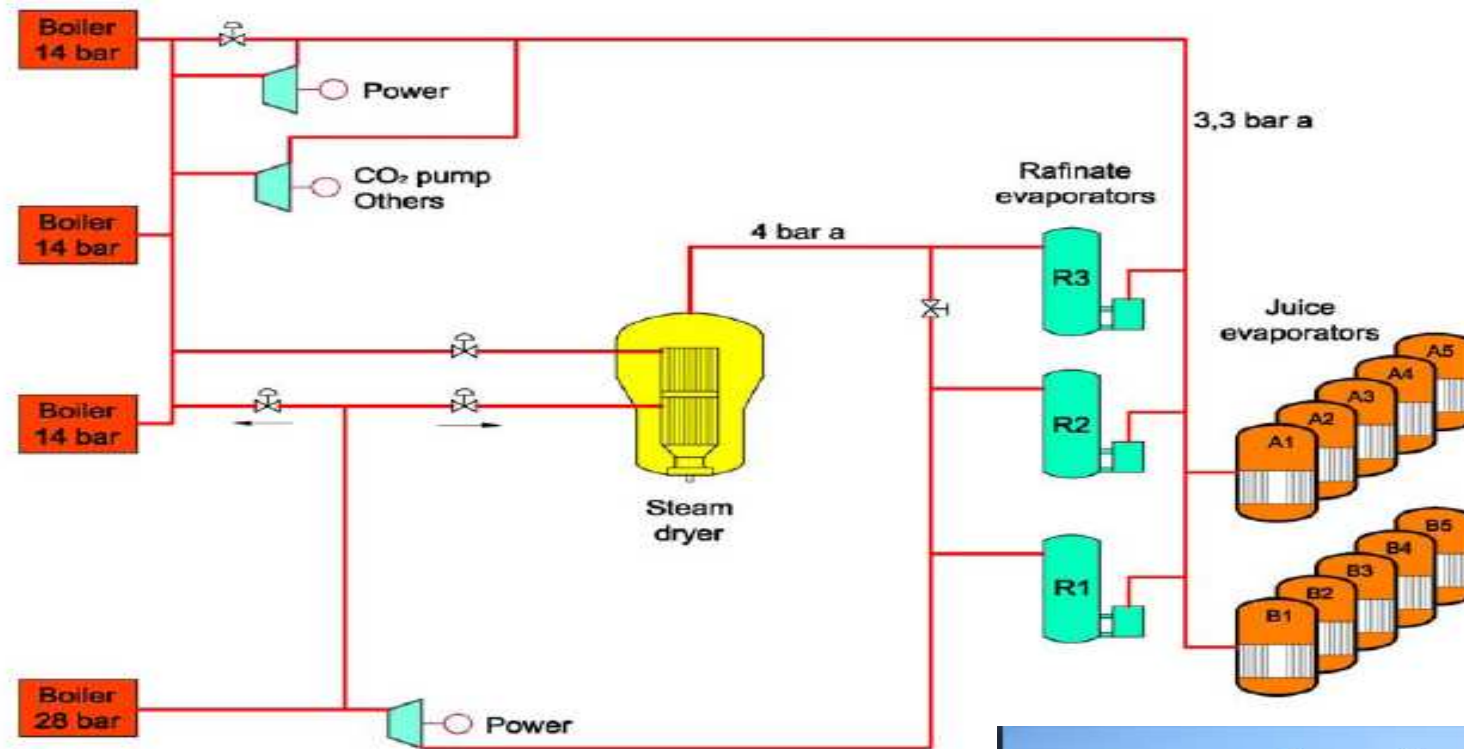 Boiler
14 bar
Power
3,3 bar a
CO₂ pump
Others
Rafinate
evaporators
Boiler
14 bar
4 bar a
R3
Juice
evaporators
A5
A4
A3
A2
A1
Boiler
14 bar
R2
Steam
dryer
B5
B4
B3
B2
B1
R1
Boiler
28 bar
Power